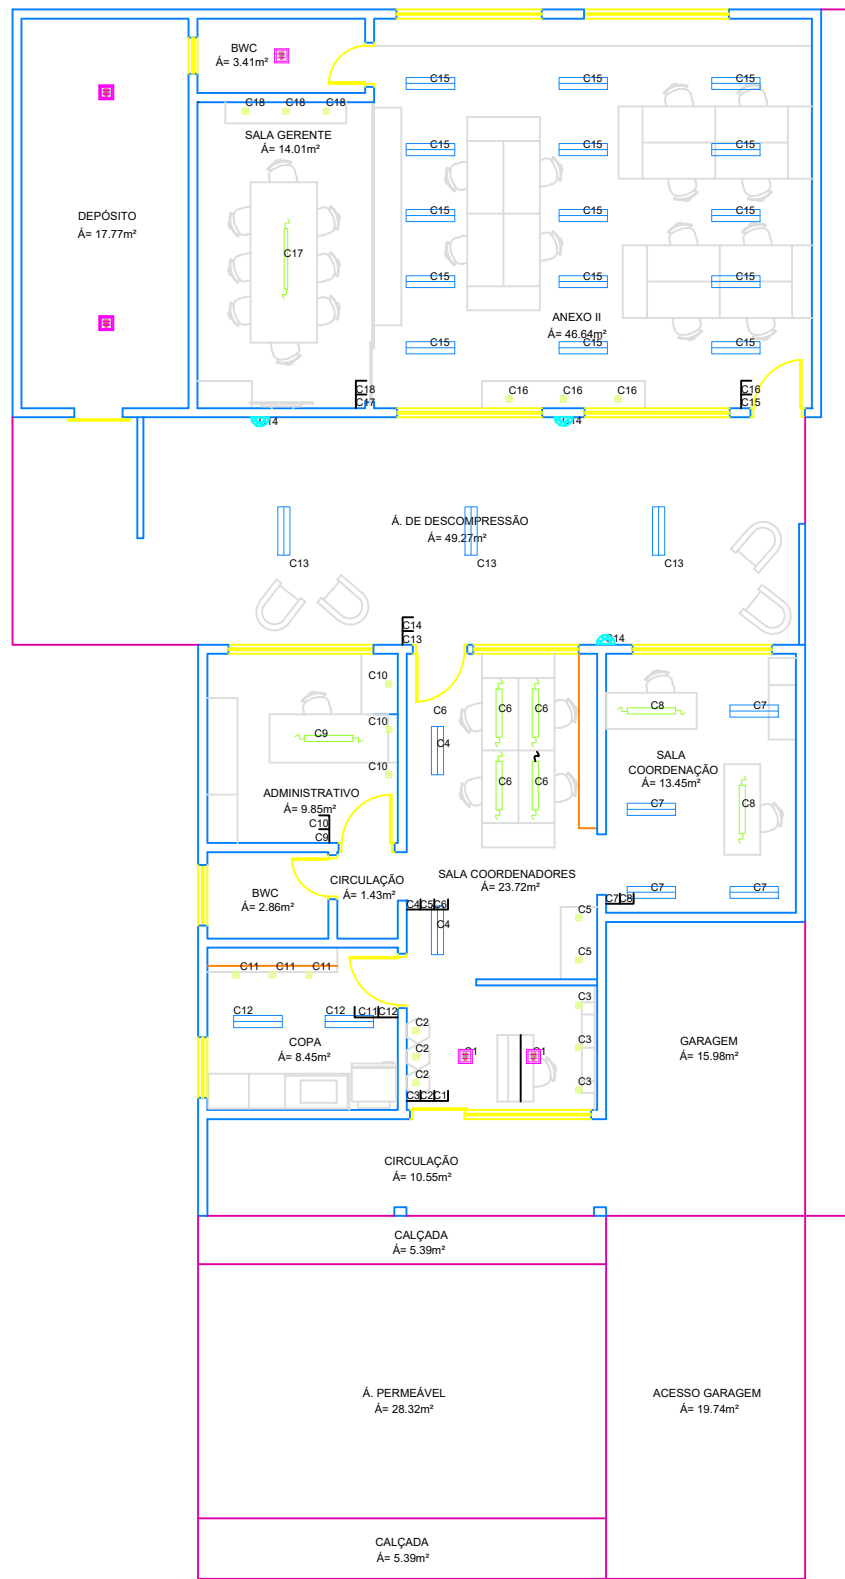 BWC
Á= 3.41m²
C15
C15
C15
C18
C18
C18
SALA GERENTE
Á= 14.01m²
C15
C15
C15
DEPÓSITO
Á= 17.77m²
C15
C15
C15
C17
C15
C15
C15
ANEXO II
Á= 46.64m²
C15
C15
C15
C18
C17
C16
C16
C16
C16
C15
C14
C14
Á. DE DESCOMPRESSÃO
Á= 49.27m²
C13
C13
C13
C14
C13
C14
C10
C8
C7
C6
C6
C6
C10
C9
C4
C6
C6
SALA
COORDENAÇÃO
Á= 13.45m²
C10
ADMINISTRATIVO
Á= 9.85m²
C7
C8
C10
C9
CIRCULAÇÃO
Á= 1.43m²
BWC
Á= 2.86m²
SALA COORDENADORES
Á= 23.72m²
C7
C7
C4
C5
C6
C7
C8
C4
C5
C5
C11
C11
C11
C12
C12
C11
C12
COPA
Á= 8.45m²
C2
C2
C2
C1
C1
C3
C3
C3
C3
C2
C1
GARAGEM
Á= 15.98m²
CIRCULAÇÃO
Á= 10.55m²
CALÇADA
Á= 5.39m²
Á. PERMEÁVEL
Á= 28.32m²
ACESSO GARAGEM
Á= 19.74m²
CALÇADA
Á= 5.39m²